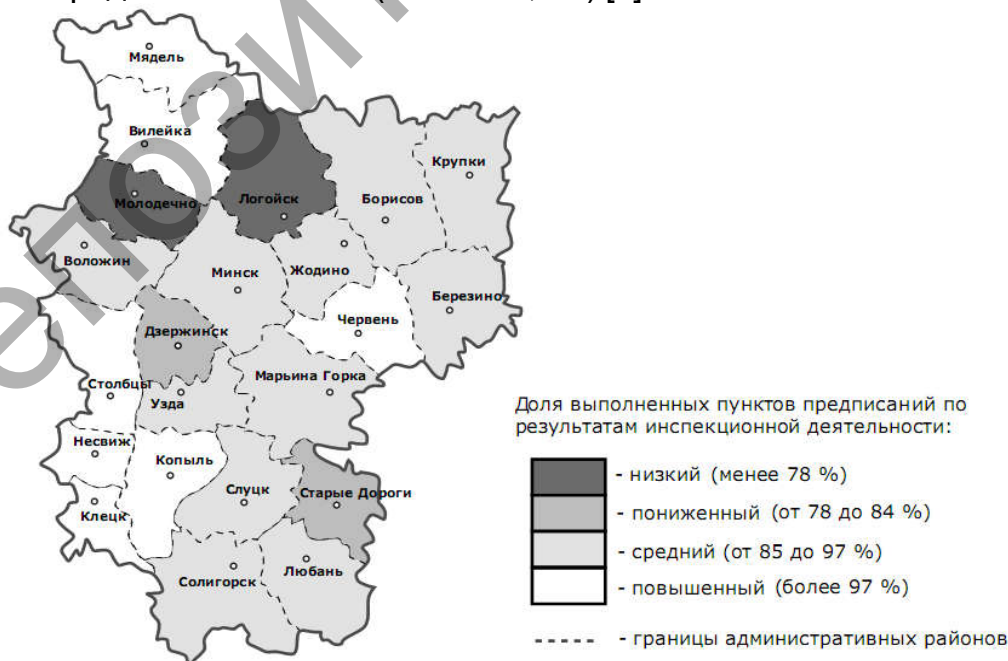 Мядель
Вилейка
Крупки
Молодечно
Логойск
Борисов
Воложин
Минск
Жодино
Березино
Червень
Дзержинск
Марьина Горка
Столбцы
Узда
Несвиж
Копыль
Слуцк
Старые Дороги
Клецк
Солигорск
Любань
Доля выполненных пунктов предписаний по
результатам инспекционной деятельности:
- низкий (менее 78 %)
- пониженный (от 78 до 84 %)
- средний (от 85 до 97 %)
- повышенный (более 97 %)
- границы административных районов